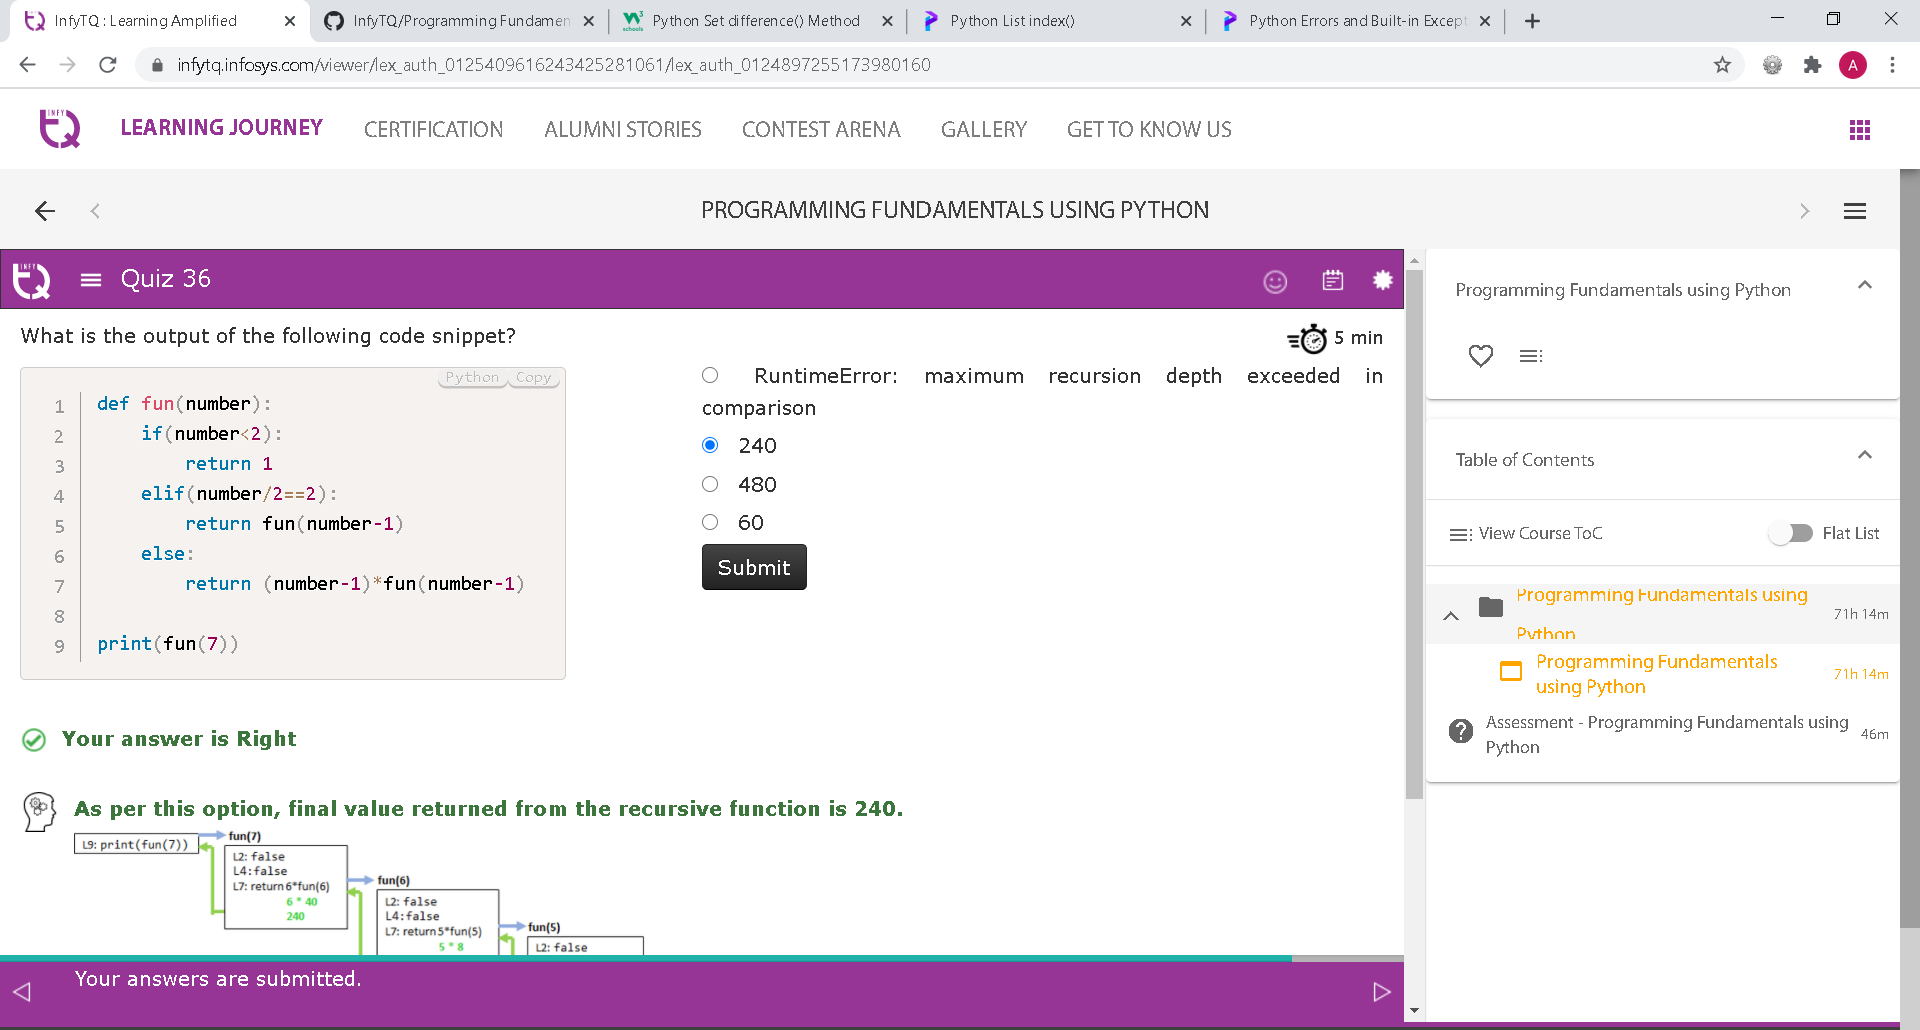 InfyTQ : Learning Amplified
InfyTQ/Programming Fundamen
Python Set difference() Method
Python List index()
Python Errors and Built-in Except
infytq.infosys.com/viewer/lex_auth_0125409616243425281061/lex_auth_0124897255173980160
A
INFY
TQ
LEARNING JOURNEY
CERTIFICATION
ALUMNI STORIES
CONTEST ARENA
GALLERY
GET TO KNOW US
PROGRAMMING FUNDAMENTALS USING PYTHON
Quiz 36
What is the output of the following code snippet?
5 min
Python Copy
1 def fun(number):
2 if(number<2):
3 return 1
4 elif(number/2==2):
5 return fun(number-1)
6 else:
7 return (number-1)*fun(number-1)
8
9 print(fun(7))
RuntimeError: maximum recursion depth exceeded in
comparison
240
480
60
Submit
Your answer is Right
As per this option, final value returned from the recursive function is 240.
L9: print(fun(7))
fun(7)
L2: false
L4:false
L7: return 6*fun(6)
6 * 40
240
fun(6)
L2: false
L4:false
L7: return 5*fun(5)
5 * 8
fun(5)
L2: false
Your answers are submitted.
Programming Fundamentals using Python
Table of Contents
View Course ToC
Flat List
Programming Fundamentals using
Python
71h 14m
Programming Fundamentals
using Python
71h 14m
Assessment - Programming Fundamentals using
Python
46m